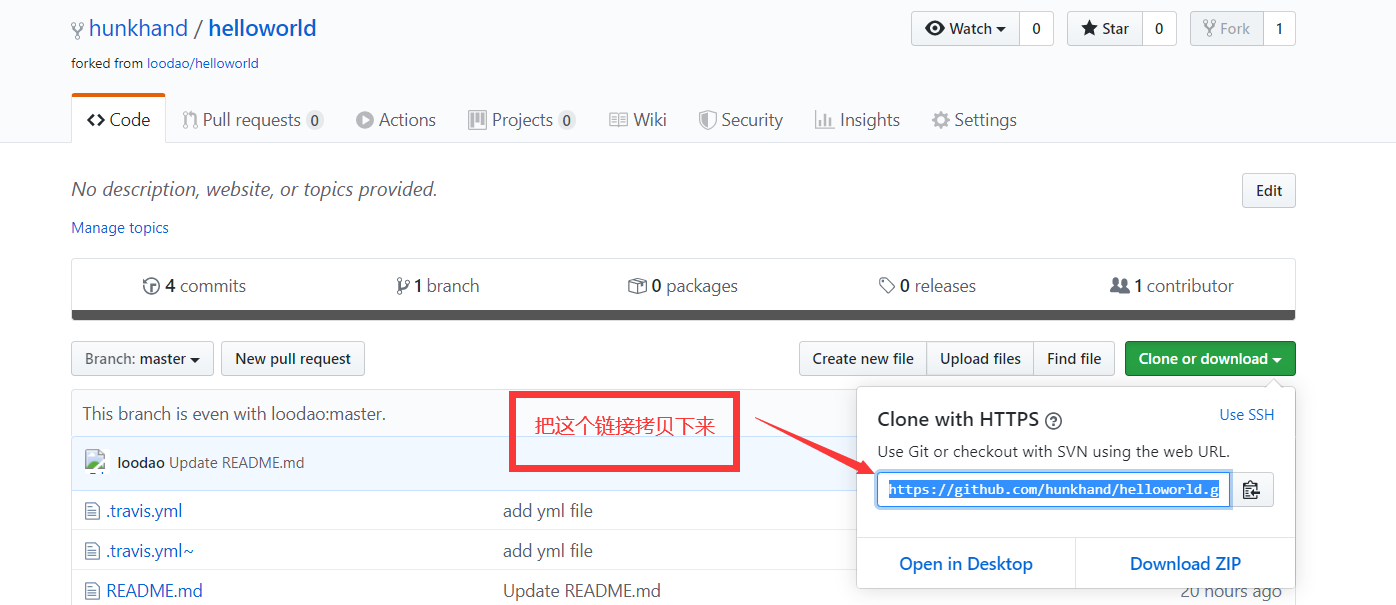 hunkhand / helloworld
Watch 0 Star 0 Fork 1
forked from loodao/helloworld
Code Pull requests 0 Actions Projects 0 Wiki Security Insights Settings
No description, website, or topics provided.
Edit
Manage topics
4 commits 1 branch 0 packages 0 releases 1 contributor
Branch: master New pull request Create new file Upload files Find file Clone or download
This branch is even with loodao:master.
把这个链接拷贝下来
Clone with HTTPS ? Use SSH
Use Git or checkout with SVN using the web URL.
loodao Update README.md
https://github.com/hunkhand/helloworld.g
.travis.yml add yml file
.travis.yml~ add yml file
Open in Desktop Download ZIP
README.md Update README.md 20 hours ago